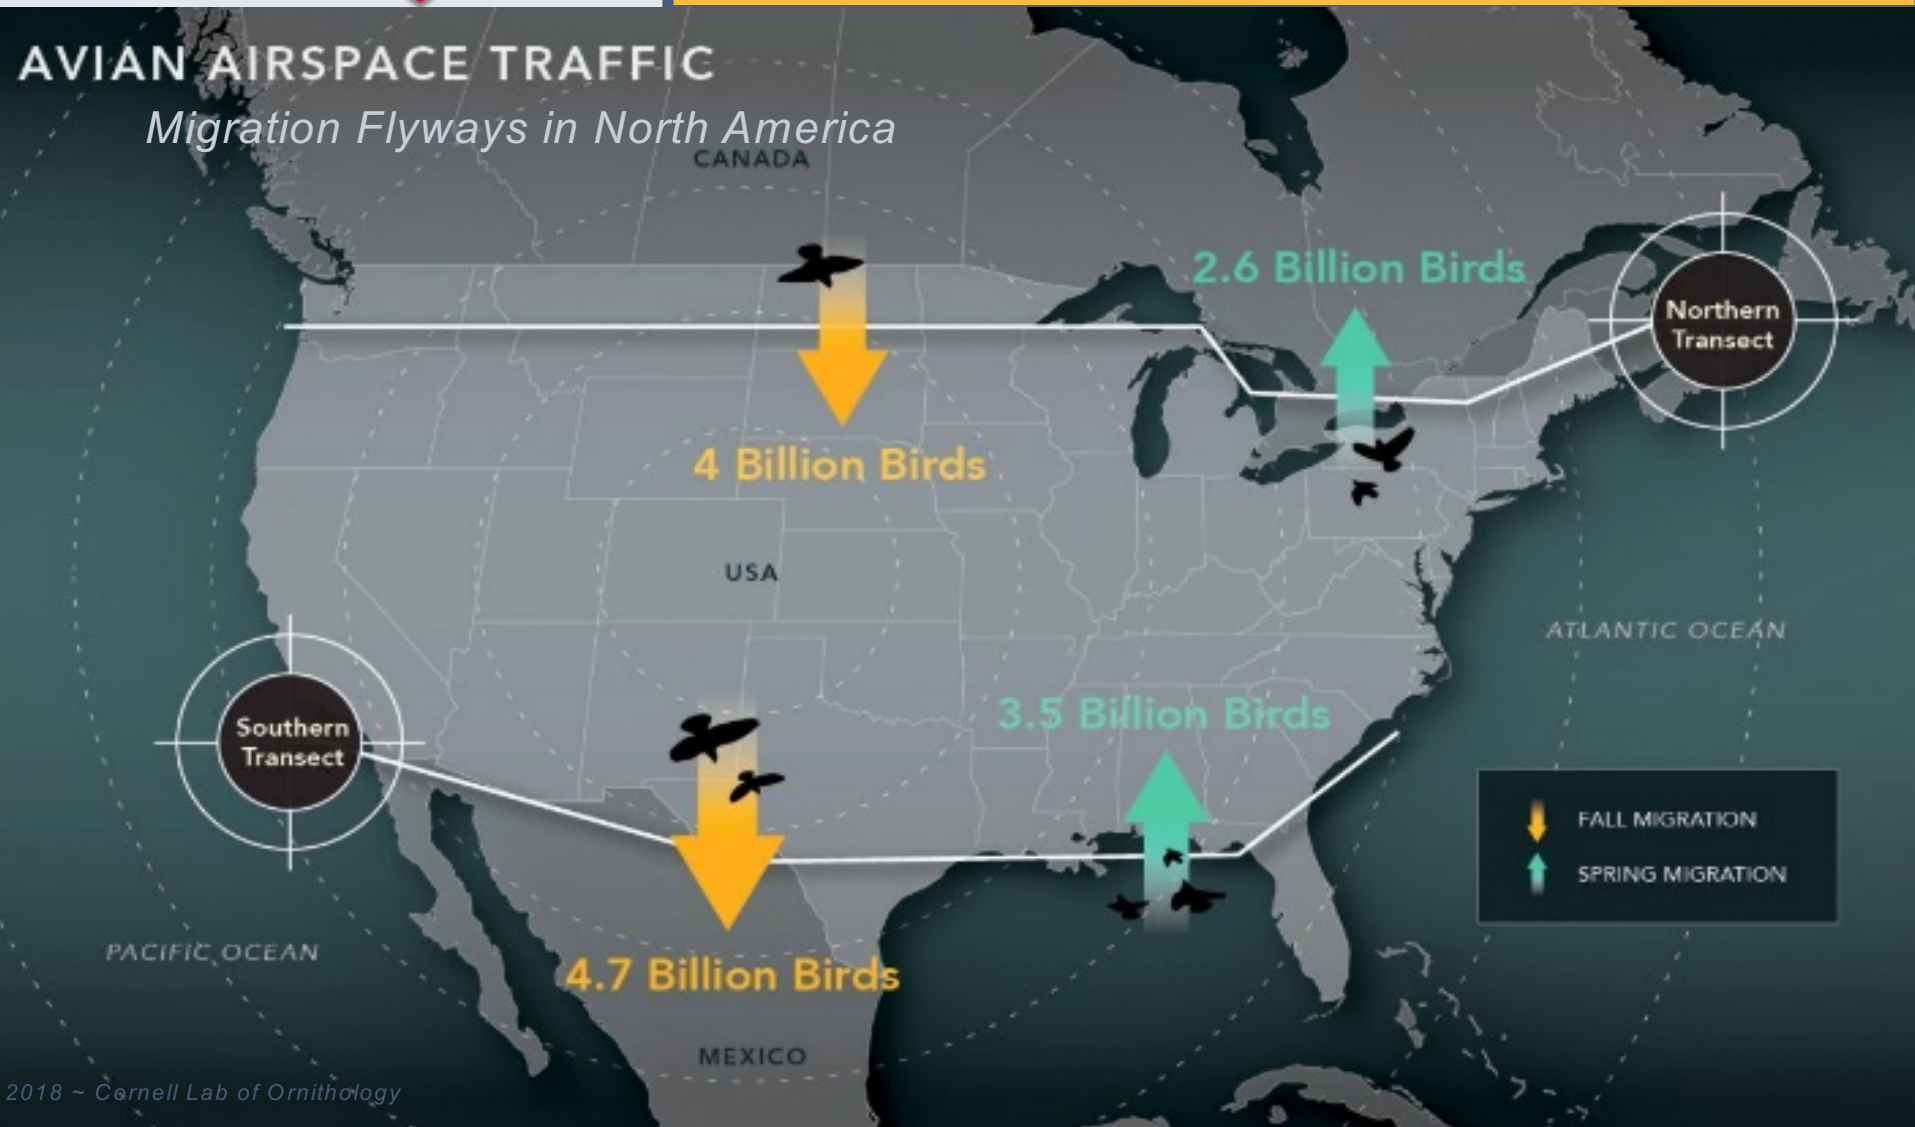 AVIAN AIRSPACE TRAFFIC
Migration Flyways in North America
CANADA
2.6 Billion Birds
Northern
Transect
4 Billion Birds
USA
ATLANTIC OCEAN
3.5 Billion Birds
Southern
Transect
FALL MIGRATION
SPRING MIGRATION
PACIFIC OCEAN
4.7 Billion Birds
MEXICO
2018 ~ Cornell Lab of Ornithology